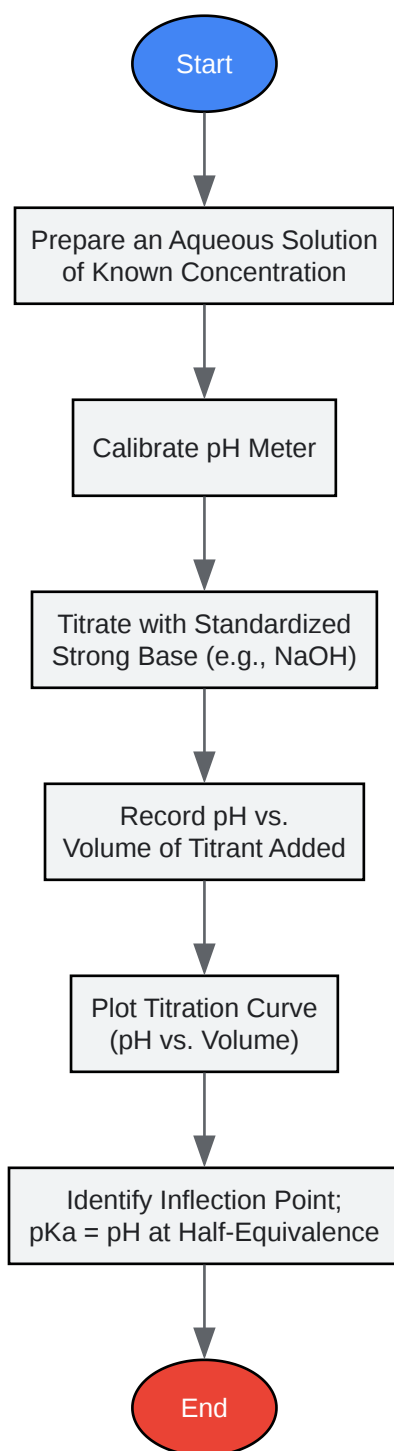 Start
Prepare an Aqueous Solution
of Known Concentration
Calibrate pH Meter
Titrate with Standardized
Strong Base (e.g., NaOH)
Record pH vs.
Volume of Titrant Added
Plot Titration Curve
(pH vs. Volume)
Identify Inflection Point;
pKa = pH at Half-Equivalence
End